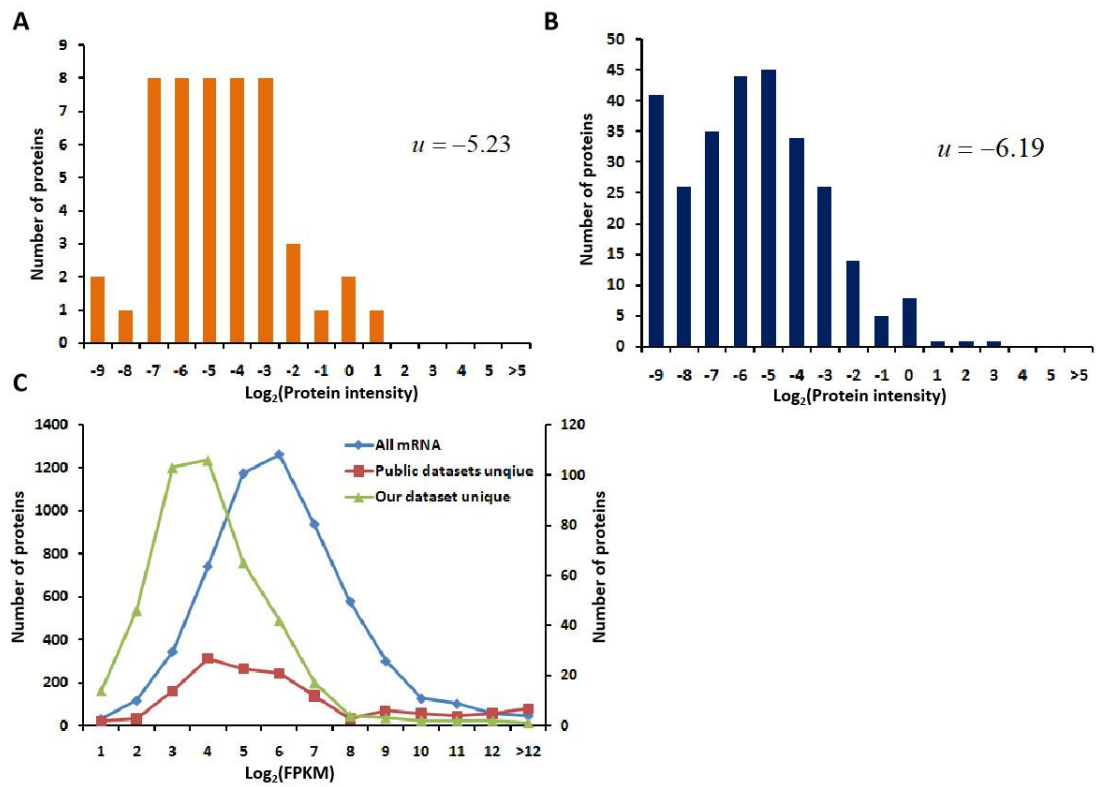 A
Number of proteins
9
8
7
6
5
4
3
2
1
0
u = –5.23
-9 -8 -7 -6 -5 -4 -3 -2 -1 0 1 2 3 4 5 >5
Log2(Protein intensity)
B
Number of proteins
50
45
40
35
30
25
20
15
10
5
0
u = –6.19
-9 -8 -7 -6 -5 -4 -3 -2 -1 0 1 2 3 4 5 >5
Log2(Protein intensity)
C
Number of proteins
1400
1200
1000
800
600
400
200
0
All mRNA
Public datasets unqiue
Our dataset unique
120
100
80
60
40
20
0
Number of proteins
1 2 3 4 5 6 7 8 9 10 11 12 >12
Log2(FPKM)